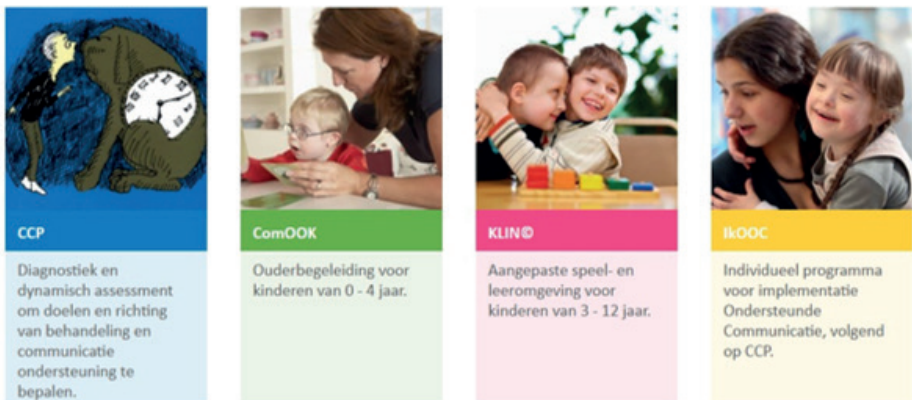 CCP
Diagnostiek en
dynamisch assessment
om doelen en richting
van behandeling en
communicatie
ondersteuning te
bepalen.
ComOOK
Ouderbegeleiding voor
kinderen van 0 - 4 jaar.
KLIN©
Aangepaste speel- en
leeromgeving voor
kinderen van 3 - 12 jaar.
IkOOC
Individueel programma
voor implementatie
Ondersteunde
Communicatie, volgend
op CCP.